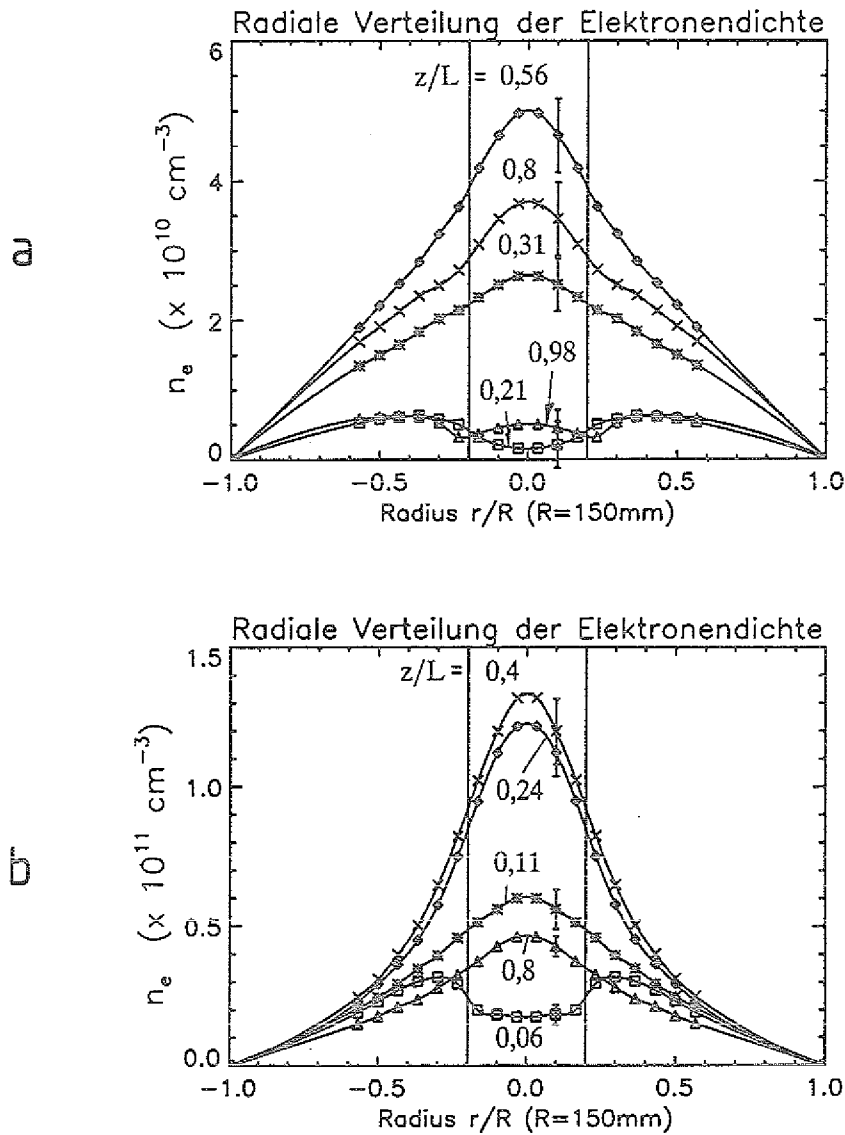 a
Radiale Verteilung der Elektronendichte
n_e (x 10^10 cm^-3)
6
4
2
0
z/L = 0,56
0,8
0,31
0,98
0,21
-1.0 -0.5 0.0 0.5 1.0
Radius r/R (R=150mm)
b
Radiale Verteilung der Elektronendichte
n_e (x 10^11 cm^-3)
1.5
1.0
0.5
0.0
z/L = 0,4
0,24
0,11
0,8
0,06
-1.0 -0.5 0.0 0.5 1.0
Radius r/R (R=150mm)